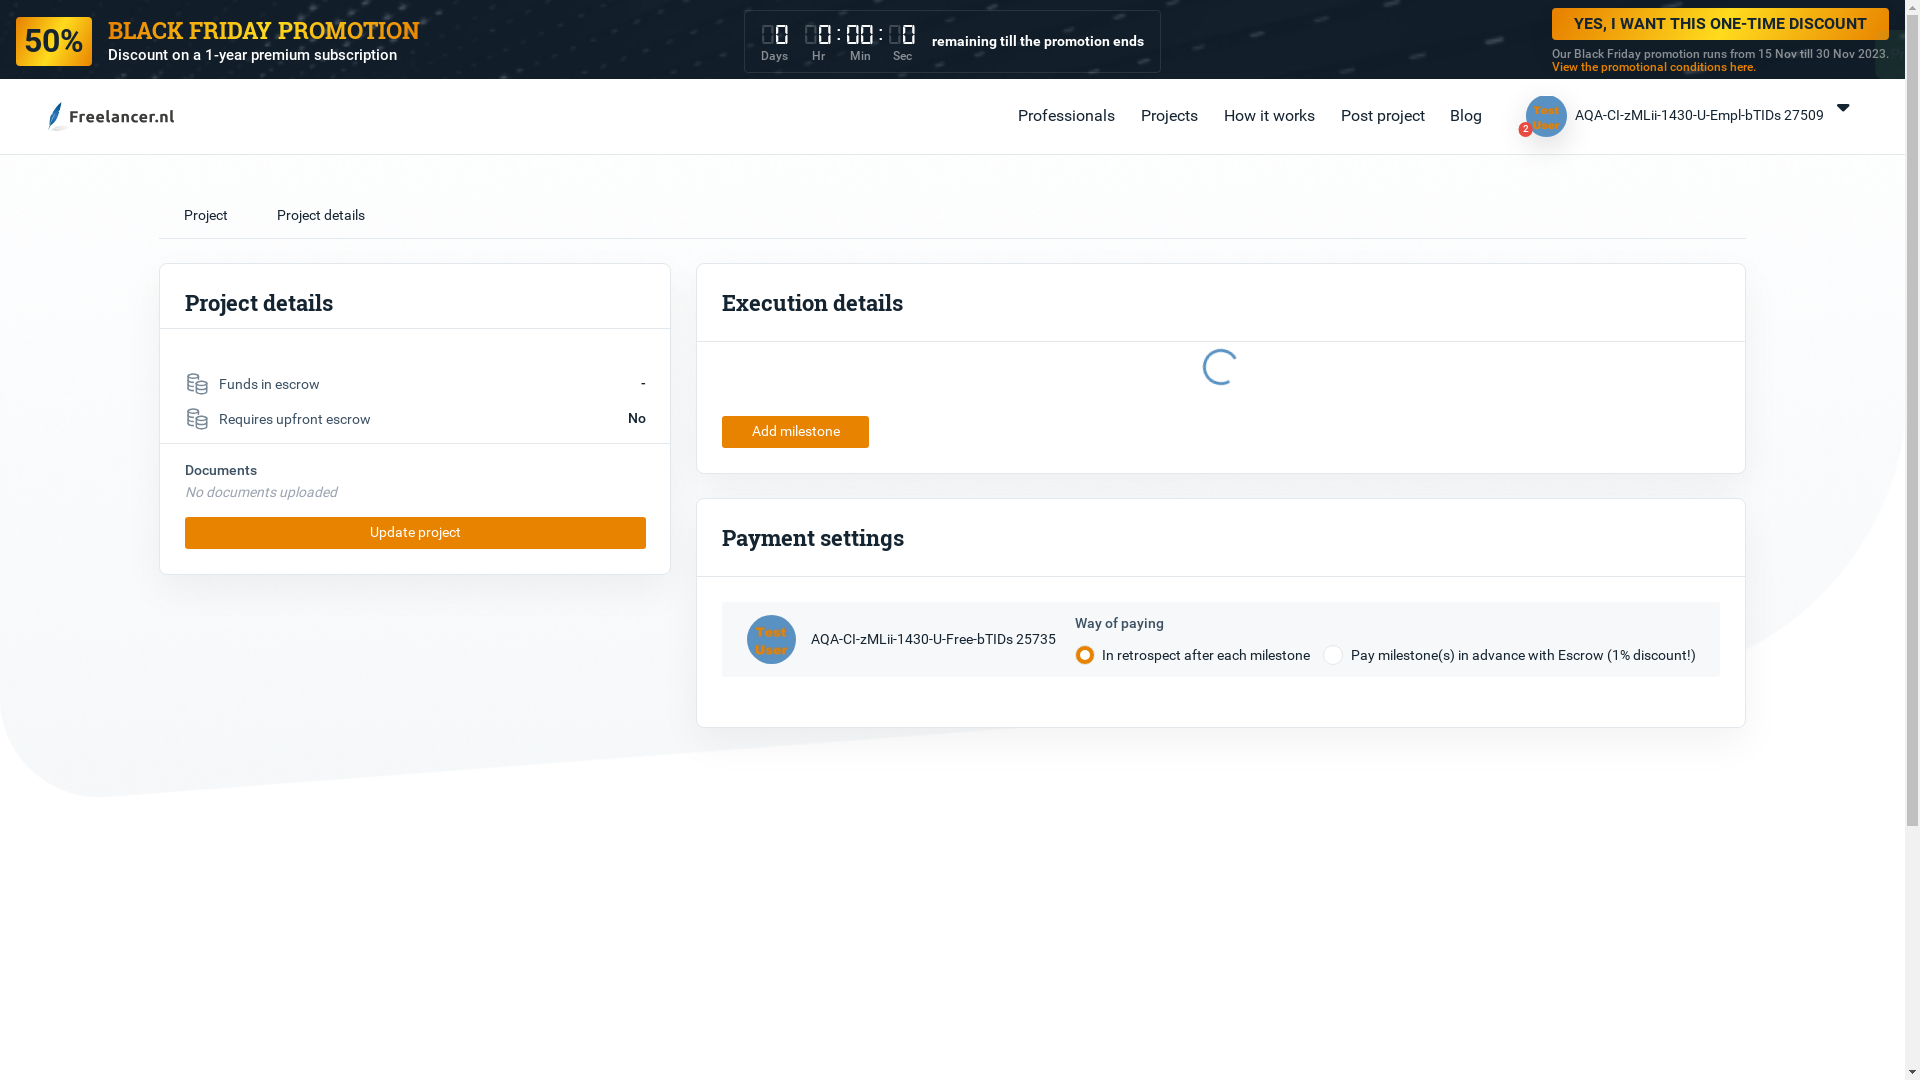 50%
BLACK FRIDAY PROMOTION
Discount on a 1-year premium subscription
0 0 : 00 : 0
Days Hr Min Sec
remaining till the promotion ends
YES, I WANT THIS ONE-TIME DISCOUNT
Our Black Friday promotion runs from 15 Nov till 30 Nov 2023.
View the promotional conditions here.
Freelancer.nl
Professionals
Projects
How it works
Post project
Blog
Test
User
2
AQA-CI-zMLii-1430-U-Empl-bTIDs 27509
Project
Project details
Project details
Funds in escrow
-
Requires upfront escrow
No
Documents
No documents uploaded
Update project
Execution details
Add milestone
Payment settings
Test
User
AQA-CI-zMLii-1430-U-Free-bTIDs 25735
Way of paying
In retrospect after each milestone
Pay milestone(s) in advance with Escrow (1% discount!)